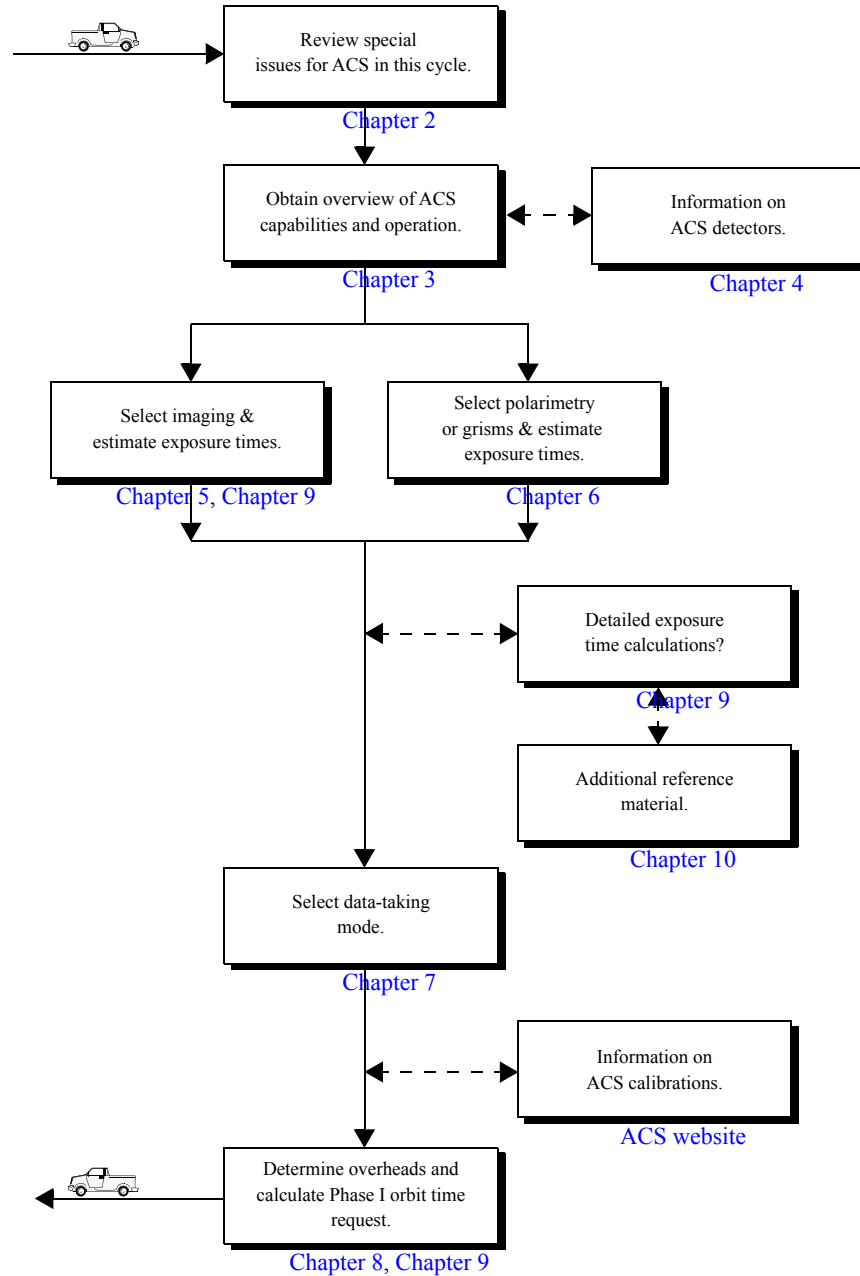 Review special
issues for ACS in this cycle.
Chapter 2
Obtain overview of ACS
capabilities and operation.
Chapter 3
Information on
ACS detectors.
Chapter 4
Select imaging &
estimate exposure times.
Chapter 5, Chapter 9
Select polarimetry
or grisms & estimate
exposure times.
Chapter 6
Detailed exposure
time calculations?
Chapter 9
Additional reference
material.
Chapter 10
Select data-taking
mode.
Chapter 7
Information on
ACS calibrations.
ACS website
Determine overheads and
calculate Phase I orbit time
request.
Chapter 8, Chapter 9